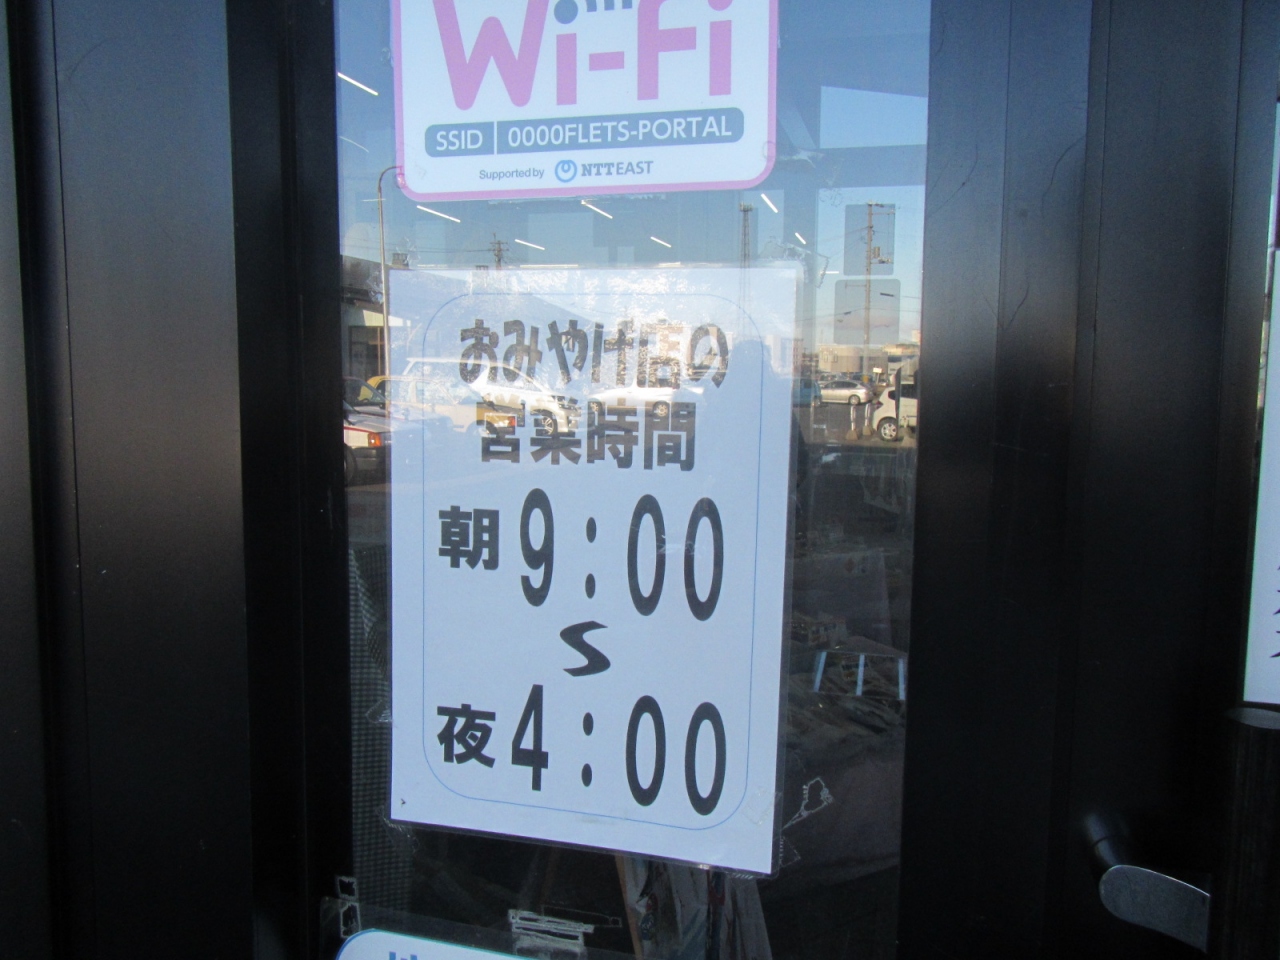 Wi-Fi
SSID 0000FLETS-PORTAL
Supported by NTT EAST
おみやげ店の
営業時間
朝9:00
～
夜4:00